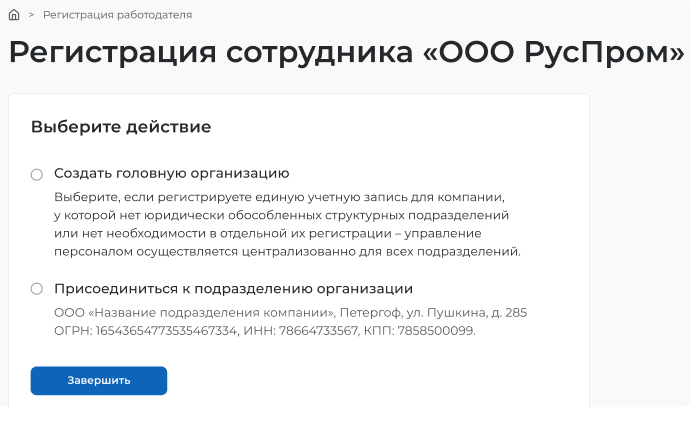 > Регистрация работодателя
Регистрация сотрудника «ООО РусПром»
Выберите действие
Создать головную организацию
Выберите, если регистрируете единую учетную запись для компании,
у которой нет юридически обособленных структурных подразделений
или нет необходимости в отдельной их регистрации – управление
персоналом осуществляется централизованно для всех подразделений.
Присоединиться к подразделению организации
ООО «Название подразделения компании», Петергоф, ул. Пушкина, д. 285
ОГРН: 16543654773535467334, ИНН: 78664733567, КПП: 7858500099.
Завершить